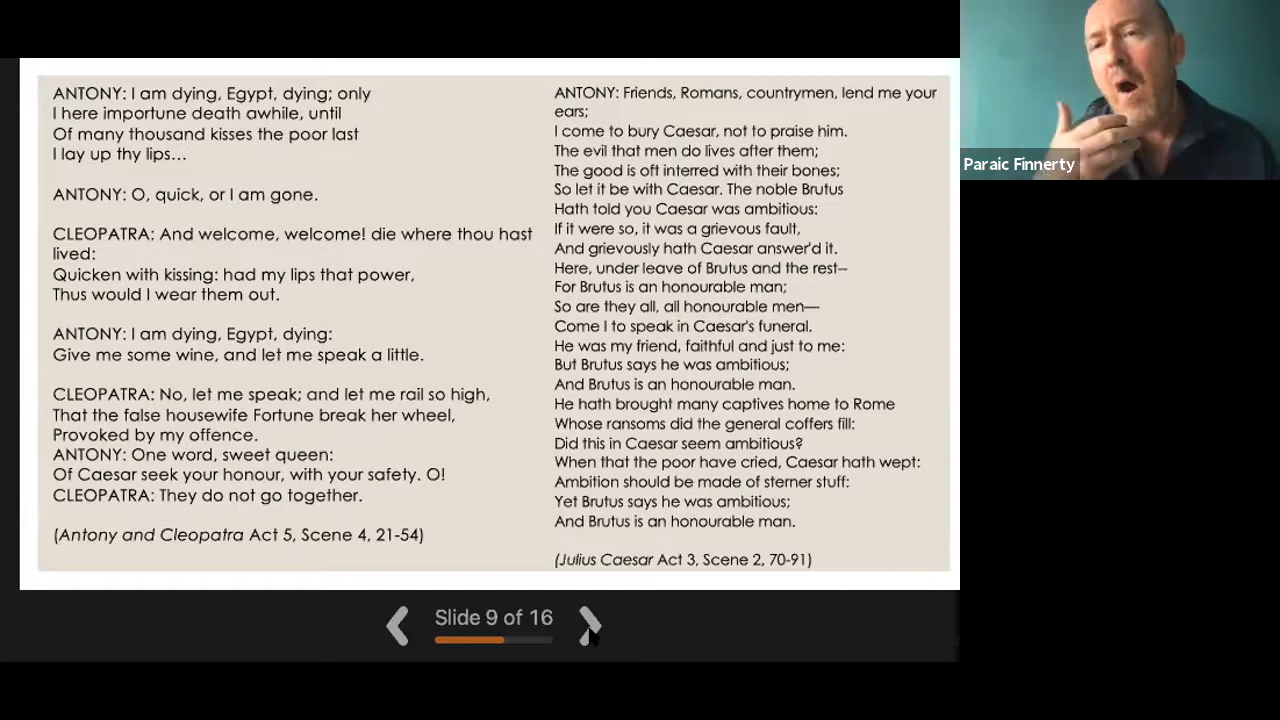 ANTONY: I am dying, Egypt, dying; only
I here importune death awhile, until
Of many thousand kisses the poor last
I lay up thy lips...
ANTONY: O, quick, or I am gone.
CLEOPATRA: And welcome, welcome! die where thou hast
lived:
Quicken with kissing: had my lips that power,
Thus would I wear them out.
ANTONY: I am dying, Egypt, dying:
Give me some wine, and let me speak a little.
CLEOPATRA: No, let me speak; and let me rail so high,
That the false housewife Fortune break her wheel,
Provoked by my offence.
ANTONY: One word, sweet queen:
Of Caesar seek your honour, with your safety. O!
CLEOPATRA: They do not go together.
(Antony and Cleopatra Act 5, Scene 4, 21-54)
ANTONY: Friends, Romans, countrymen, lend me your
ears;
I come to bury Caesar, not to praise him.
The evil that men do lives after them;
The good is oft interred with their bones;
So let it be with Caesar. The noble Brutus
Hath told you Caesar was ambitious:
If it were so, it was a grievous fault,
And grievously hath Caesar answer'd it.
Here, under leave of Brutus and the rest--
For Brutus is an honourable man;
So are they all, all honourable men—
Come I to speak in Caesar's funeral.
He was my friend, faithful and just to me:
But Brutus says he was ambitious;
And Brutus is an honourable man.
He hath brought many captives home to Rome
Whose ransoms did the general coffers fill:
Did this in Caesar seem ambitious?
When that the poor have cried, Caesar hath wept:
Ambition should be made of sterner stuff:
Yet Brutus says he was ambitious;
And Brutus is an honourable man.
(Julius Caesar Act 3, Scene 2, 70-91)
Paraic Finnerty
Slide 9 of 16